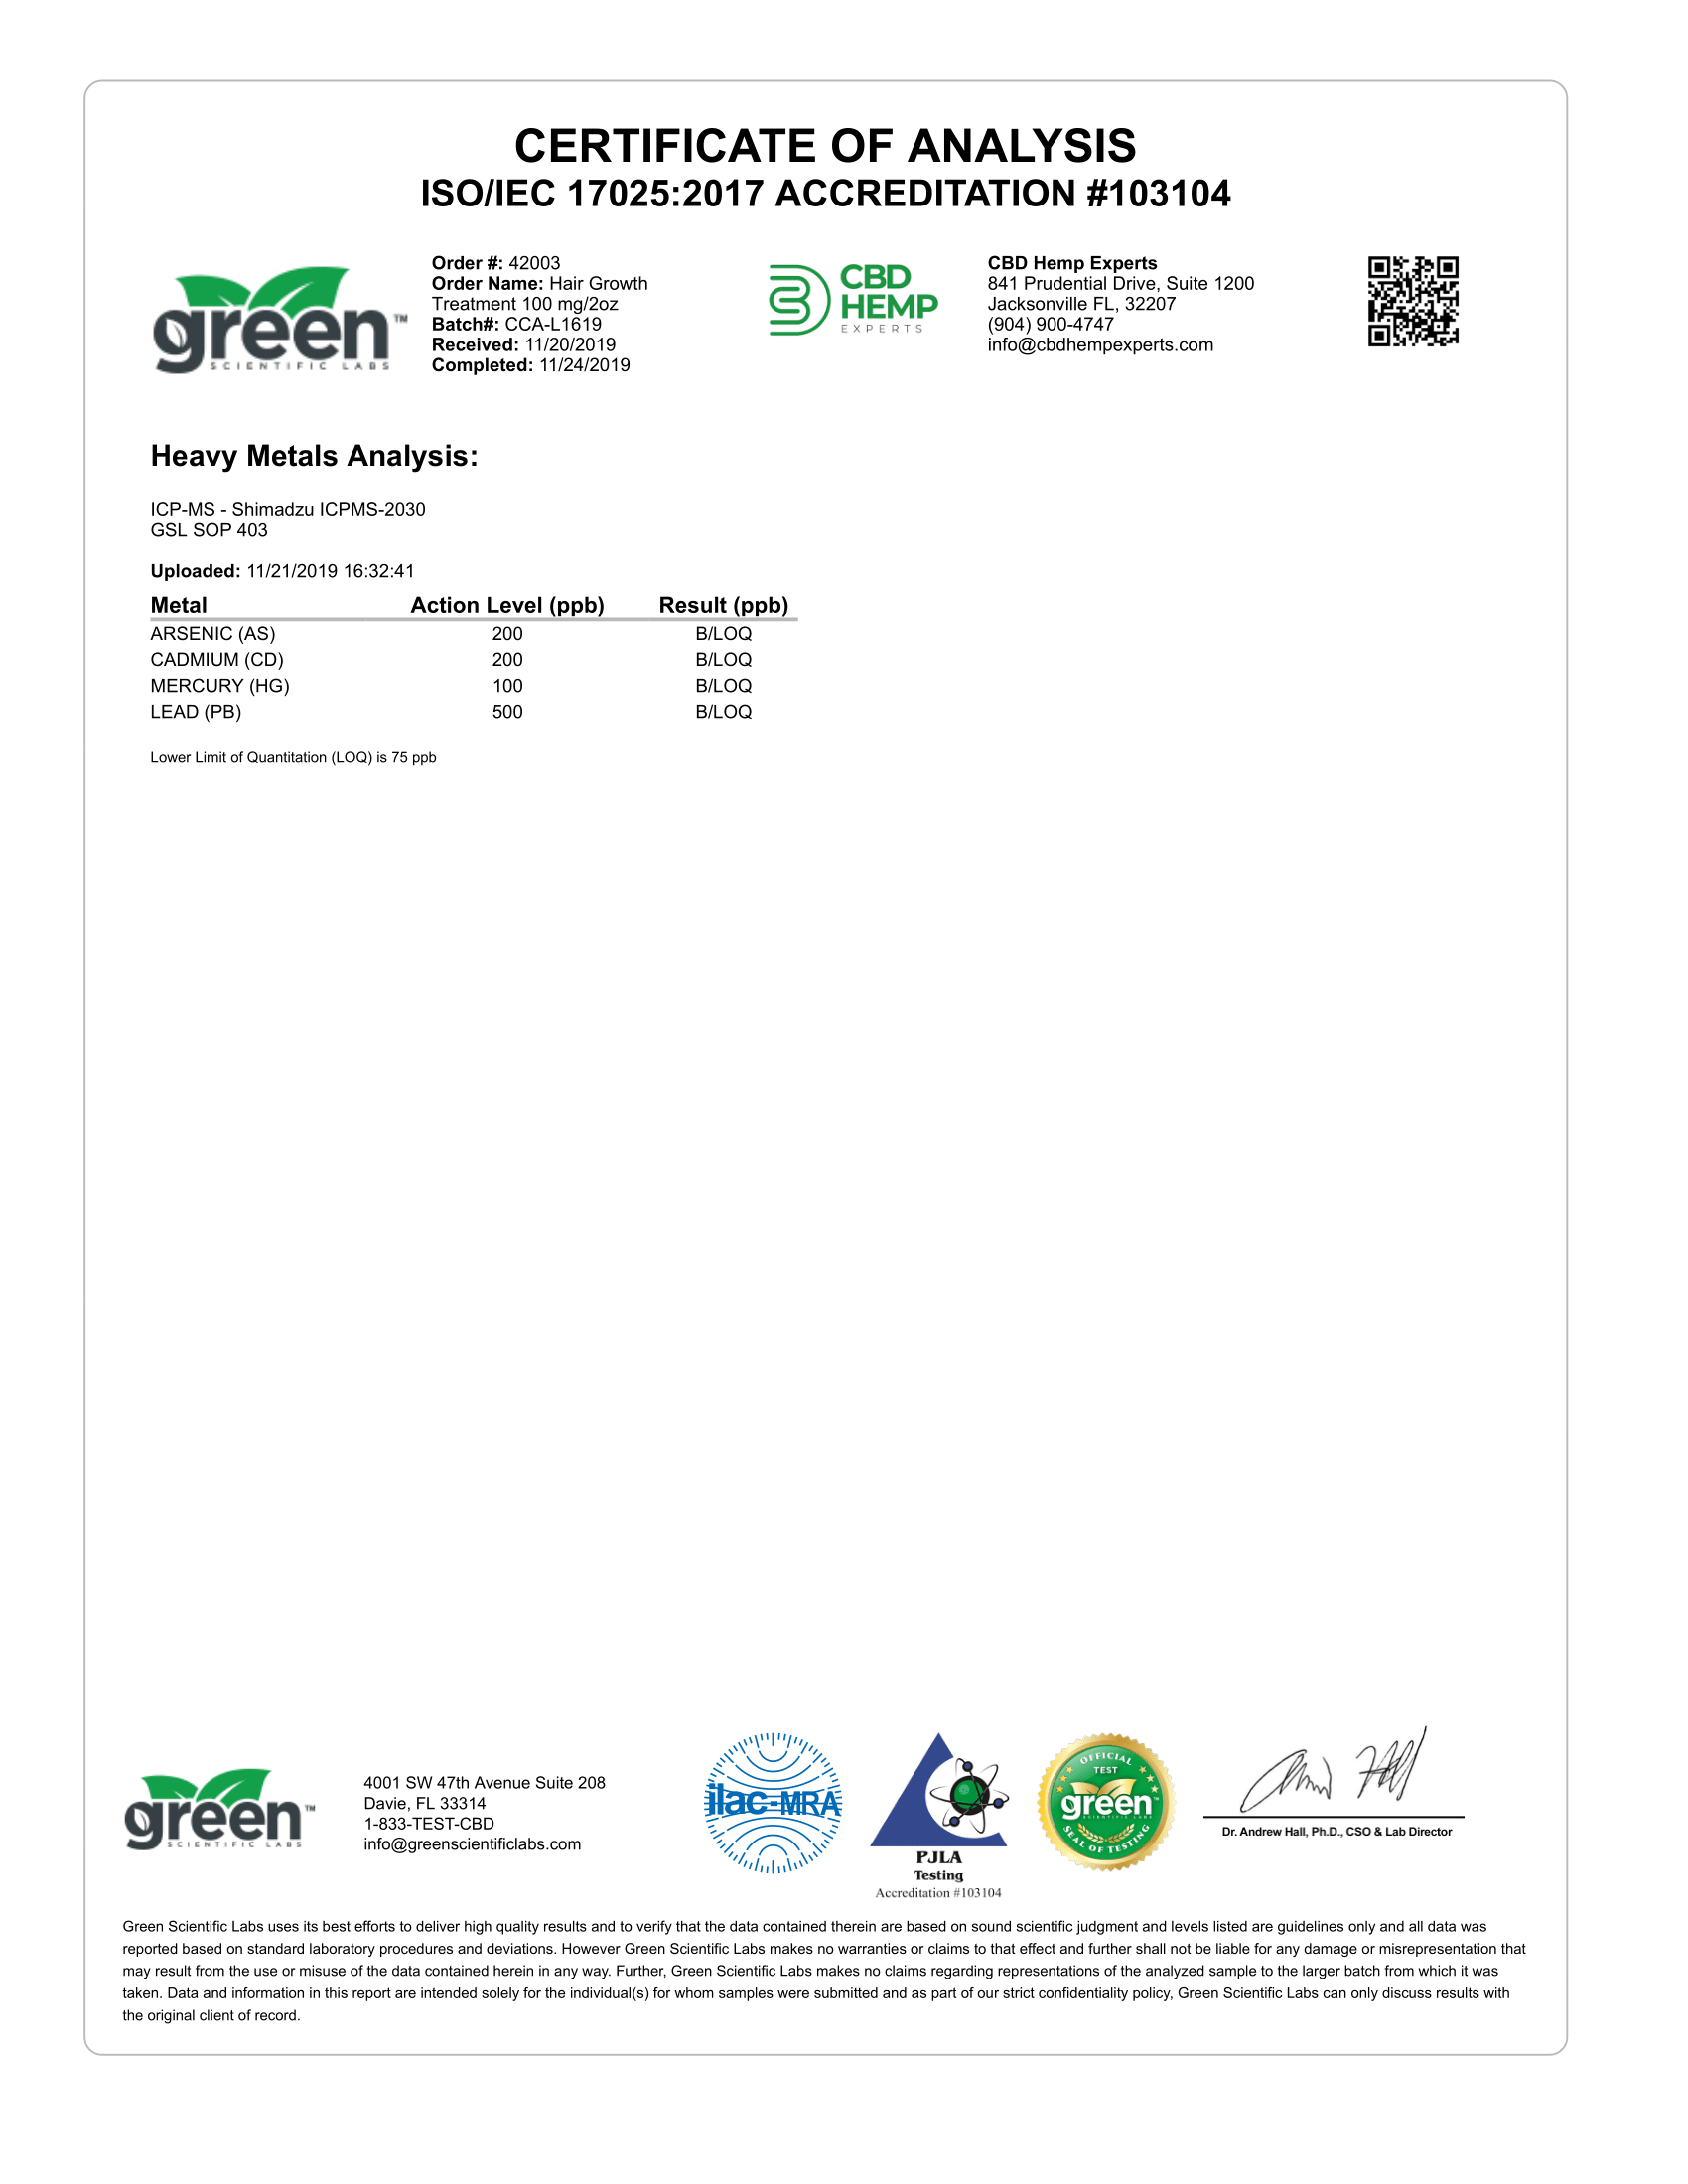 CERTIFICATE OF ANALYSIS
ISO/IEC 17025:2017 ACCREDITATION #103104
green™
SCIENTIFIC LABS
Order #: 42003
Order Name: Hair Growth
Treatment 100 mg/2oz
Batch#: CCA-L1619
Received: 11/20/2019
Completed: 11/24/2019
CBD
HEMP
EXPERTS
CBD Hemp Experts
841 Prudential Drive, Suite 1200
Jacksonville FL, 32207
(904) 900-4747
info@cbdhempexperts.com
Heavy Metals Analysis:
ICP-MS - Shimadzu ICPMS-2030
GSL SOP 403
Uploaded: 11/21/2019 16:32:41
Metal Action Level (ppb) Result (ppb)
ARSENIC (AS) 200 B/LOQ
CADMIUM (CD) 200 B/LOQ
MERCURY (HG) 100 B/LOQ
LEAD (PB) 500 B/LOQ
Lower Limit of Quantitation (LOQ) is 75 ppb
green™
SCIENTIFIC LABS
4001 SW 47th Avenue Suite 208
Davie, FL 33314
1-833-TEST-CBD
info@greenscientificlabs.com
ilac-MRA
PJLA
Testing
Accreditation #103104
OFFICIAL
TEST
green™
SCIENTIFIC LABS
SEAL OF TESTING
Dr. Andrew Hall, Ph.D., CSO & Lab Director
Green Scientific Labs uses its best efforts to deliver high quality results and to verify that the data contained therein are based on sound scientific judgment and levels listed are guidelines only and all data was
reported based on standard laboratory procedures and deviations. However Green Scientific Labs makes no warranties or claims to that effect and further shall not be liable for any damage or misrepresentation that
may result from the use or misuse of the data contained herein in any way. Further, Green Scientific Labs makes no claims regarding representations of the analyzed sample to the larger batch from which it was
taken. Data and information in this report are intended solely for the individual(s) for whom samples were submitted and as part of our strict confidentiality policy, Green Scientific Labs can only discuss results with
the original client of record.